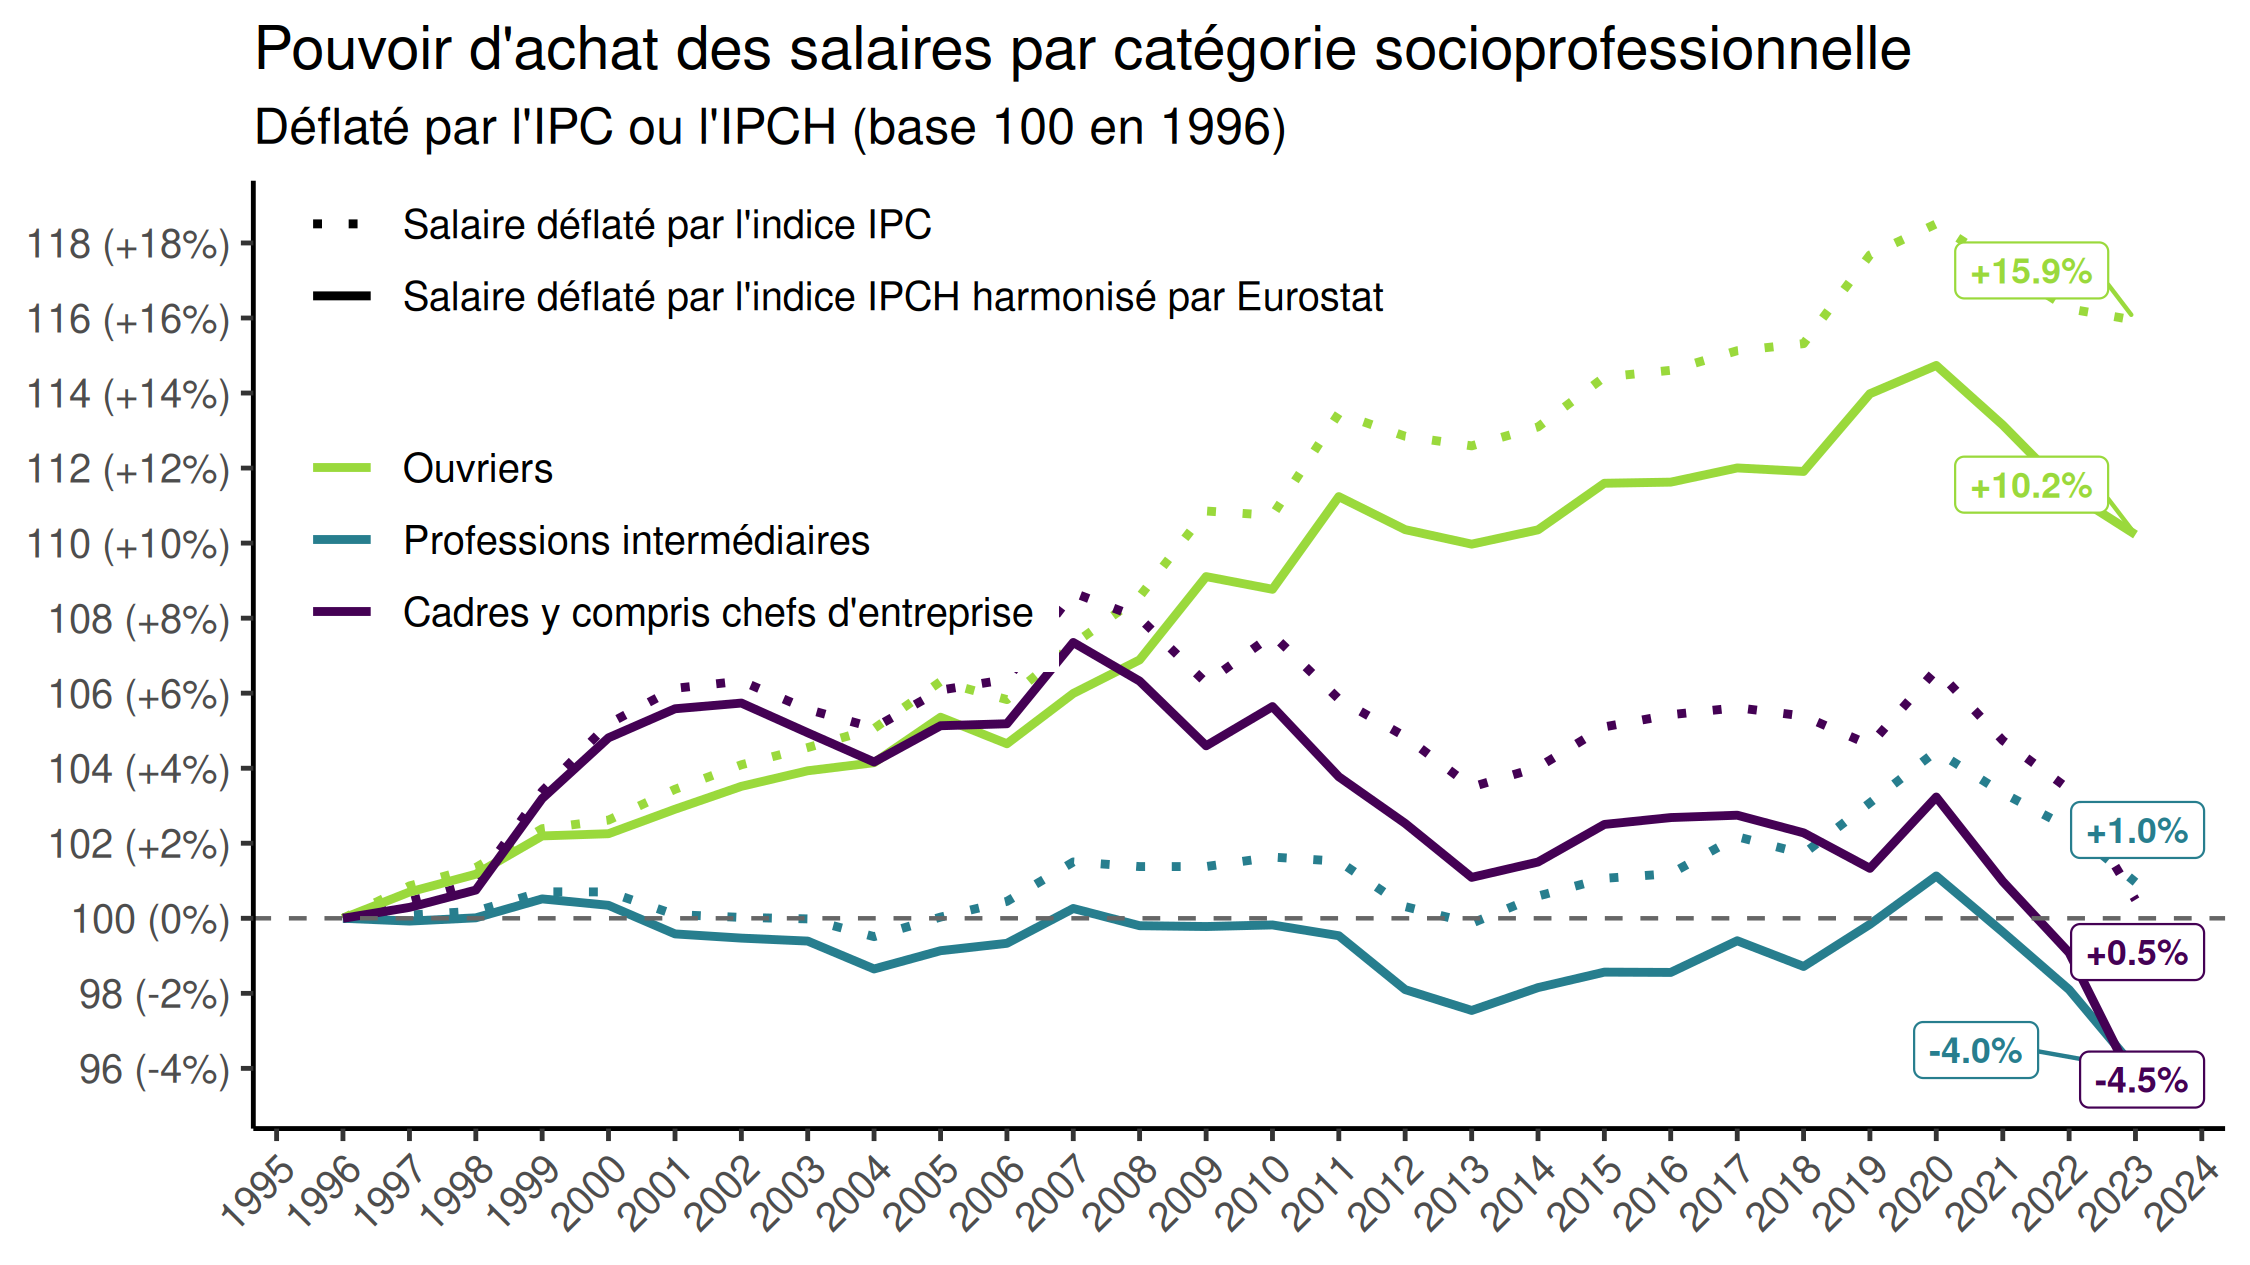 Pouvoir d'achat des salaires par catégorie socioprofessionnelle
Déflaté par l'IPC ou l'IPCH (base 100 en 1996)
Salaire déflaté par l'indice IPC
Salaire déflaté par l'indice IPCH harmonisé par Eurostat
Ouvriers
Professions intermédiaires
Cadres y compris chefs d'entreprise
118 (+18%)
116 (+16%)
114 (+14%)
112 (+12%)
110 (+10%)
108 (+8%)
106 (+6%)
104 (+4%)
102 (+2%)
100 (0%)
98 (-2%)
96 (-4%)
+15.9%
+10.2%
+1.0%
+0.5%
-4.0%
-4.5%
1995 1996 1997 1998 1999 2000 2001 2002 2003 2004 2005 2006 2007 2008 2009 2010 2011 2012 2013 2014 2015 2016 2017 2018 2019 2020 2021 2022 2023 2024